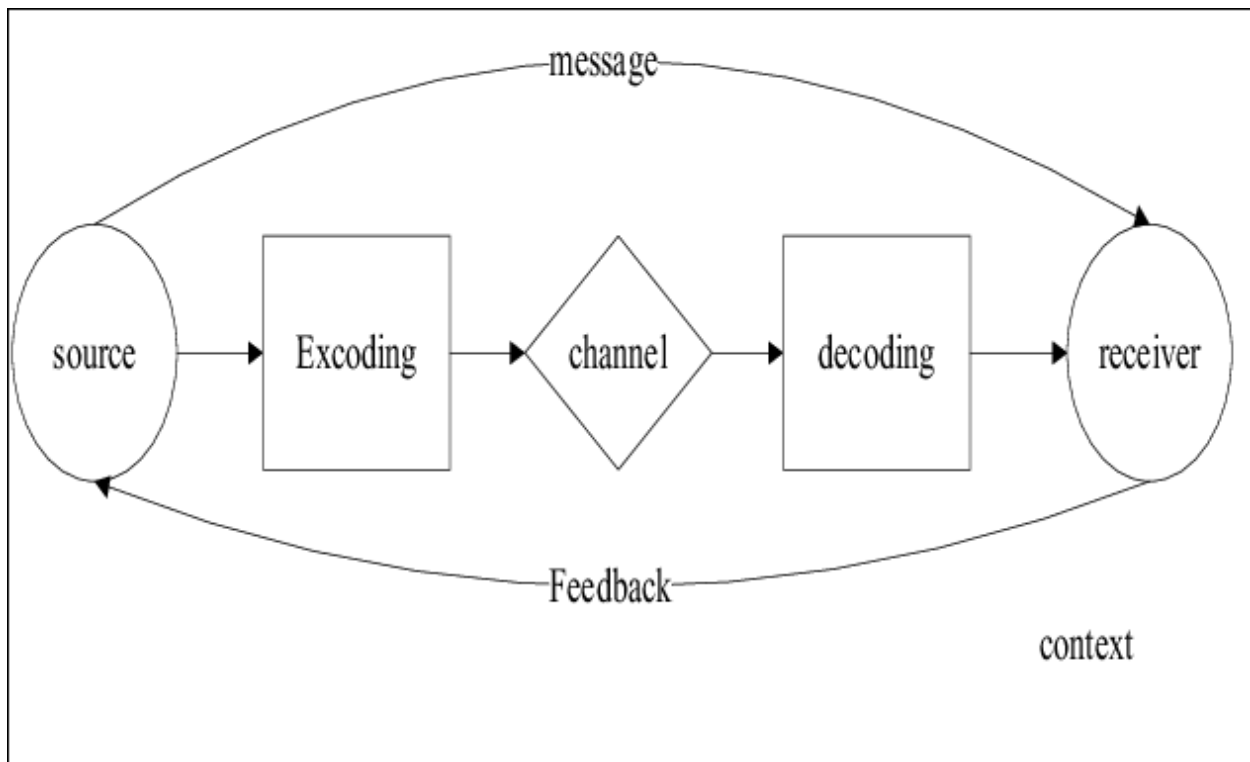 message
source
Excoding
channel
decoding
receiver
Feedback
context